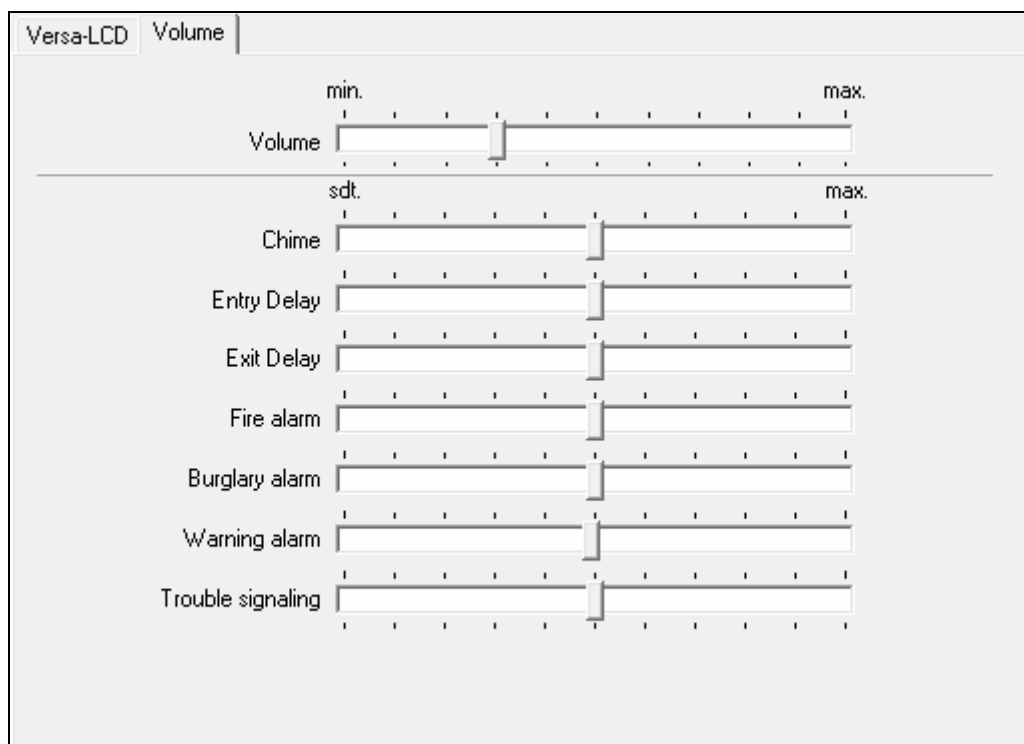 Versa-LCD Volume
min. max.
Volume
sdt. max.
Chime
Entry Delay
Exit Delay
Fire alarm
Burglary alarm
Warning alarm
Trouble signaling